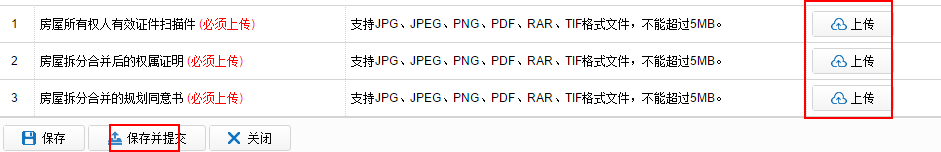 1 房屋所有权人有效证件扫描件 (必须上传) 支持JPG、JPEG、PNG、PDF、RAR、TIF格式文件，不能超过5MB。 上传
2 房屋拆分合并后的权属证明 (必须上传) 支持JPG、JPEG、PNG、PDF、RAR、TIF格式文件，不能超过5MB。 上传
3 房屋拆分合并的规划同意书 (必须上传) 支持JPG、JPEG、PNG、PDF、RAR、TIF格式文件，不能超过5MB。 上传
保存 保存并提交 关闭